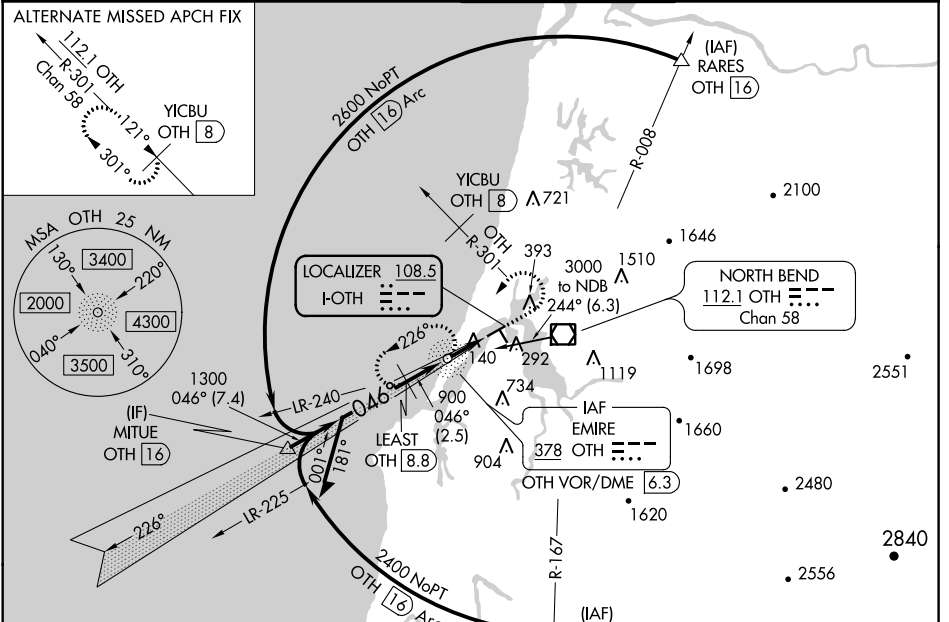 ALTERNATE MISSED APCH FIX
112.1 OTH
R-301
Chan 58
121°
301°
YICBU
OTH 8
MSA OTH 25 NM
130°
3400
220°
2000
4300
040°
3500
310°
2600 NoPT
OTH 16 Arc
(IAF)
RARES
OTH 16
R-008
YICBU
OTH 8
721
OTH
R-301
393
2100
1646
1510
3000
to NDB
244° (6.3)
LOCALIZER 108.5
I-OTH
NORTH BEND
112.1 OTH
Chan 58
226°
140
292
1119
1698
2551
1300
046° (7.4)
LR-240
046°
900
046°
(2.5)
734
(IF)
MITUE
OTH 16
LEAST
OTH 8.8
IAF
EMIRE
378 OTH
OTH VOR/DME 6.3
1660
904
001°
181°
LR-225
226°
2480
1620
2840
R-167
2556
2400 NoPT
OTH 16 Arc
(IAF)